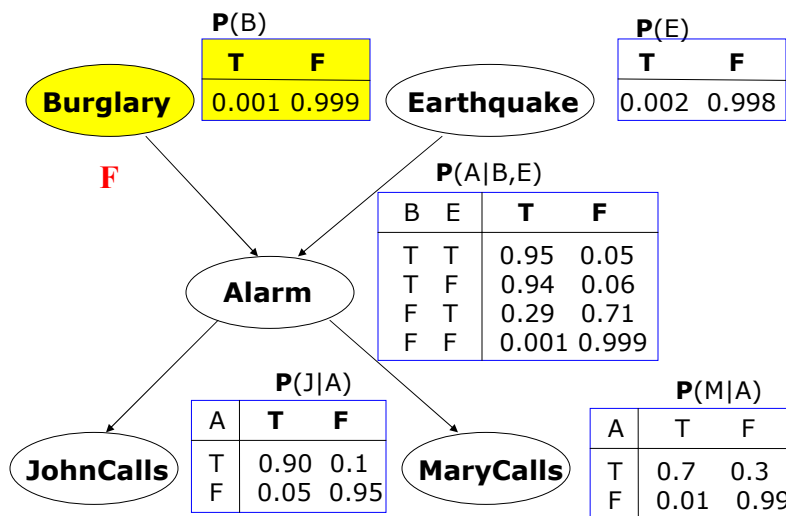 P(B)
T F
0.001 0.999
P(E)
T F
0.002 0.998
Burglary
Earthquake
F
P(A|B,E)
B E T F
T T 0.95 0.05
T F 0.94 0.06
F T 0.29 0.71
F F 0.001 0.999
Alarm
P(J|A)
A T F
T 0.90 0.1
F 0.05 0.95
P(M|A)
A T F
T 0.7 0.3
F 0.01 0.99
JohnCalls
MaryCalls